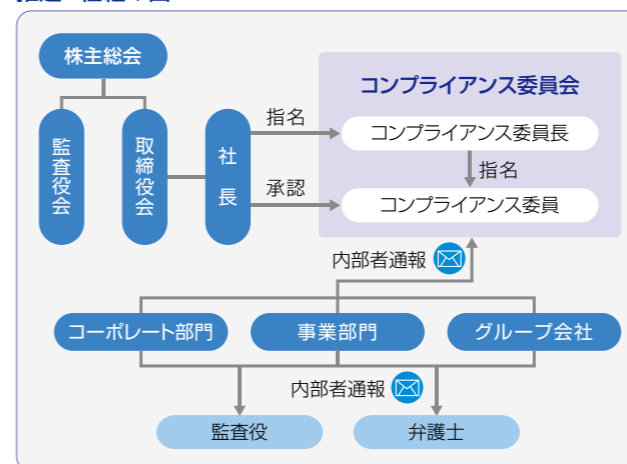 株主総会
監査役会
取締役会
社長
指名
承認
コンプライアンス委員会
コンプライアンス委員長
指名
コンプライアンス委員
内部者通報
コーポレート部門
事業部門
グループ会社
内部者通報
監査役
弁護士